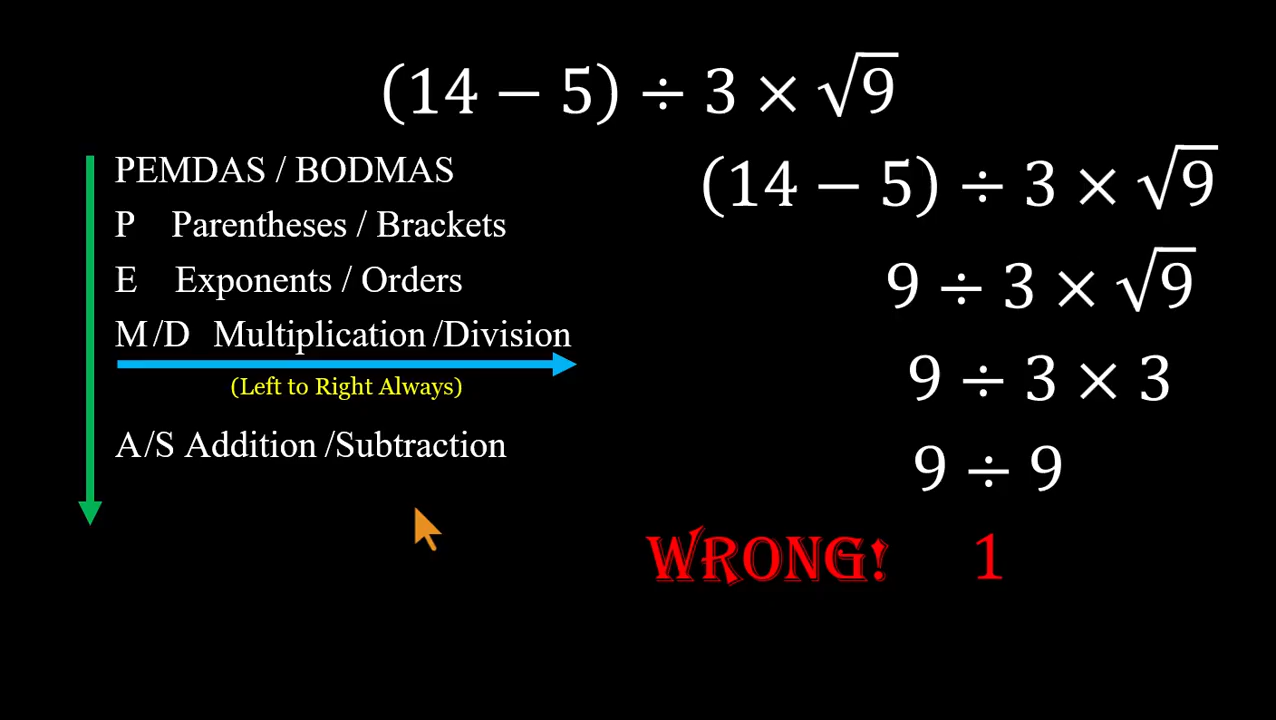 (14 − 5) ÷ 3 × √9
PEMDAS / BODMAS
P Parentheses / Brackets
E Exponents / Orders
M/D Multiplication /Division
(Left to Right Always)
A/S Addition /Subtraction
(14 − 5) ÷ 3 × √9
9 ÷ 3 × √9
9 ÷ 3 × 3
9 ÷ 9
WRONG! 1